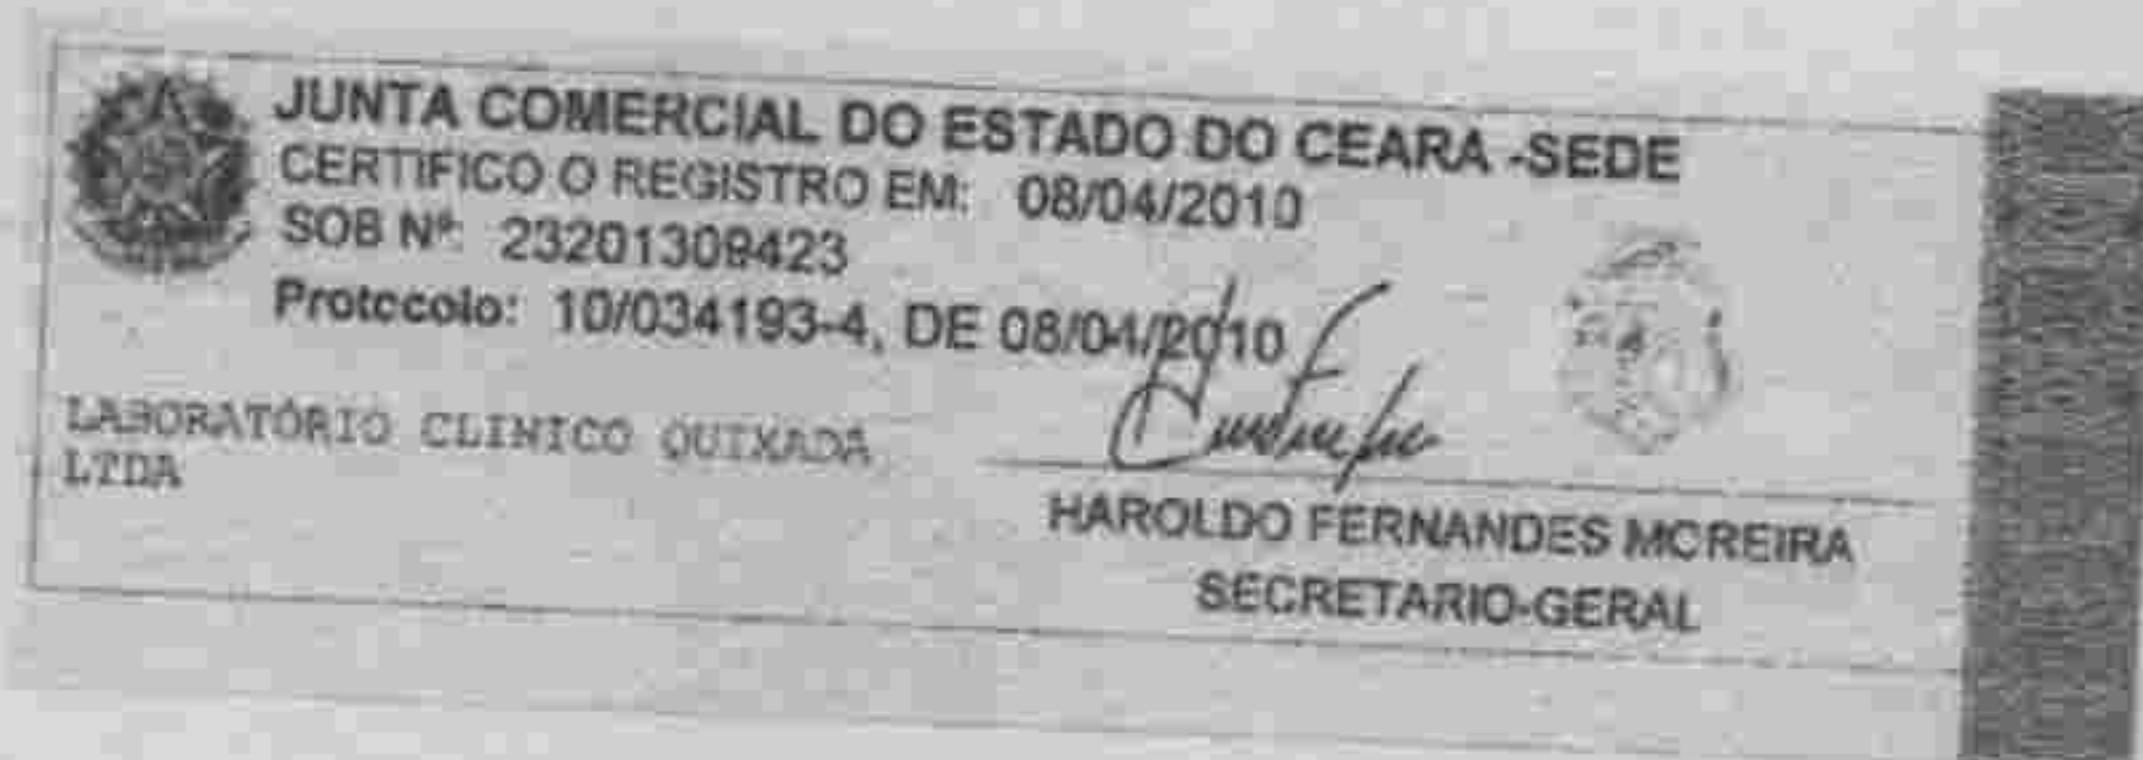 JUNTA COMERCIAL DO ESTADO DO CEARA -SEDE
CERTIFICO O REGISTRO EM: 08/04/2010
SOB Nº: 23201309423
Protocolo: 10/034193-4, DE 08/04/2010
LABORATÓRIO CLINICO QUIXADA
LTDA
HAROLDO FERNANDES MOREIRA
SECRETARIO-GERAL